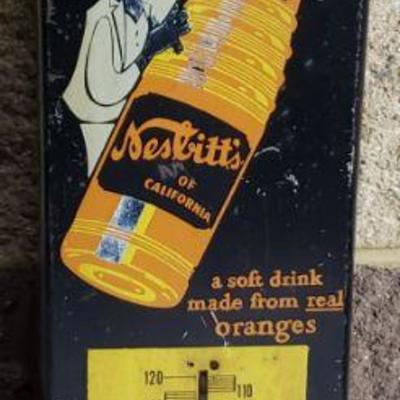 Nesbitt's
OF
CALIFORNIA
a soft drink
made from real
oranges
120
110